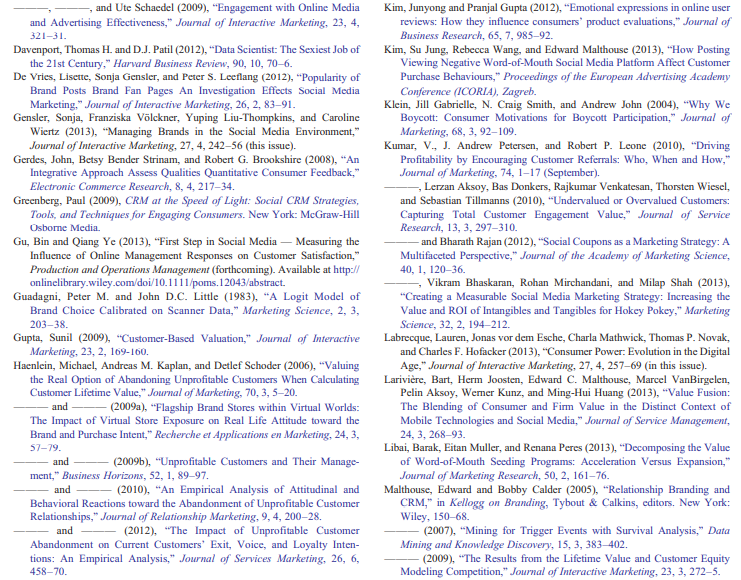 ———, ———, and Ute Schaedel (2009), “Engagement with Online Media
and Advertising Effectiveness,” Journal of Interactive Marketing, 23, 4,
321–31.
Davenport, Thomas H. and D.J. Patil (2012), “Data Scientist: The Sexiest Job of
the 21st Century,” Harvard Business Review, 90, 10, 70–6.
De Vries, Lisette, Sonja Gensler, and Peter S. Leeflang (2012), “Popularity of
Brand Posts Brand Fan Pages An Investigation Effects Social Media
Marketing,” Journal of Interactive Marketing, 26, 2, 83–91.
Gensler, Sonja, Franziska Völckner, Yuping Liu-Thompkins, and Caroline
Wiertz (2013), “Managing Brands in the Social Media Environment,”
Journal of Interactive Marketing, 27, 4, 242–56 (this issue).
Gerdes, John, Betsy Bender Strinam, and Robert G. Brookshire (2008), “An
Integrative Approach Assess Qualities Quantitative Consumer Feedback,”
Electronic Commerce Research, 8, 4, 217–34.
Greenberg, Paul (2009), CRM at the Speed of Light: Social CRM Strategies,
Tools, and Techniques for Engaging Consumers. New York: McGraw-Hill
Osborne Media.
Gu, Bin and Qiang Ye (2013), “First Step in Social Media — Measuring the
Influence of Online Management Responses on Customer Satisfaction,”
Production and Operations Management (forthcoming). Available at http://
onlinelibrary.wiley.com/doi/10.1111/poms.12043/abstract.
Guadagni, Peter M. and John D.C. Little (1983), “A Logit Model of
Brand Choice Calibrated on Scanner Data,” Marketing Science, 2, 3,
203–38.
Gupta, Sunil (2009), “Customer-Based Valuation,” Journal of Interactive
Marketing, 23, 2, 169-160.
Haenlein, Michael, Andreas M. Kaplan, and Detlef Schoder (2006), “Valuing
the Real Option of Abandoning Unprofitable Customers When Calculating
Customer Lifetime Value,” Journal of Marketing, 70, 3, 5–20.
——— and ——— (2009a), “Flagship Brand Stores within Virtual Worlds:
The Impact of Virtual Store Exposure on Real Life Attitude toward the
Brand and Purchase Intent,” Recherche et Applications en Marketing, 24, 3,
57–79.
——— and ——— (2009b), “Unprofitable Customers and Their Manage-
ment,” Business Horizons, 52, 1, 89–97.
——— and ——— (2010), “An Empirical Analysis of Attitudinal and
Behavioral Reactions toward the Abandonment of Unprofitable Customer
Relationships,” Journal of Relationship Marketing, 9, 4, 200–28.
——— and ——— (2012), “The Impact of Unprofitable Customer
Abandonment on Current Customers’ Exit, Voice, and Loyalty Inten-
tions: An Empirical Analysis,” Journal of Services Marketing, 26, 6,
458–70.
Kim, Junyong and Pranjal Gupta (2012), “Emotional expressions in online user
reviews: How they influence consumers’ product evaluations,” Journal of
Business Research, 65, 7, 985–92.
Kim, Su Jung, Rebecca Wang, and Edward Malthouse (2013), “How Posting
Viewing Negative Word-of-Mouth Social Media Platform Affect Customer
Purchase Behaviours,” Proceedings of the European Advertising Academy
Conference (ICORIA), Zagreb.
Klein, Jill Gabrielle, N. Craig Smith, and Andrew John (2004), “Why We
Boycott: Consumer Motivations for Boycott Participation,” Journal of
Marketing, 68, 3, 92–109.
Kumar, V., J. Andrew Petersen, and Robert P. Leone (2010), “Driving
Profitability by Encouraging Customer Referrals: Who, When and How,”
Journal of Marketing, 74, 1–17 (September).
———, Lerzan Aksoy, Bas Donkers, Rajkumar Venkatesan, Thorsten Wiesel,
and Sebastian Tillmanns (2010), “Undervalued or Overvalued Customers:
Capturing Total Customer Engagement Value,” Journal of Service
Research, 13, 3, 297–310.
——— and Bharath Rajan (2012), “Social Coupons as a Marketing Strategy: A
Multifaceted Perspective,” Journal of the Academy of Marketing Science,
40, 1, 120–36.
———, Vikram Bhaskaran, Rohan Mirchandani, and Milap Shah (2013),
“Creating a Measurable Social Media Marketing Strategy: Increasing the
Value and ROI of Intangibles and Tangibles for Hokey Pokey,” Marketing
Science, 32, 2, 194–212.
Labrecque, Lauren, Jonas vor dem Esche, Charla Mathwick, Thomas P. Novak,
and Charles F. Hofacker (2013), “Consumer Power: Evolution in the Digital
Age,” Journal of Interactive Marketing, 27, 4, 257–69 (in this issue).
Larivière, Bart, Herm Joosten, Edward C. Malthouse, Marcel VanBirgelen,
Pelin Aksoy, Werner Kunz, and Ming-Hui Huang (2013), “Value Fusion:
The Blending of Consumer and Firm Value in the Distinct Context of
Mobile Technologies and Social Media,” Journal of Service Management,
24, 3, 268–93.
Libai, Barak, Eitan Muller, and Renana Peres (2013), “Decomposing the Value
of Word-of-Mouth Seeding Programs: Acceleration Versus Expansion,”
Journal of Marketing Research, 50, 2, 161–76.
Malthouse, Edward and Bobby Calder (2005), “Relationship Branding and
CRM,” in Kellogg on Branding, Tybout & Calkins, editors. New York:
Wiley, 150–68.
——— (2007), “Mining for Trigger Events with Survival Analysis,” Data
Mining and Knowledge Discovery, 15, 3, 383–402.
——— (2009), “The Results from the Lifetime Value and Customer Equity
Modeling Competition,” Journal of Interactive Marketing, 23, 3, 272–5.